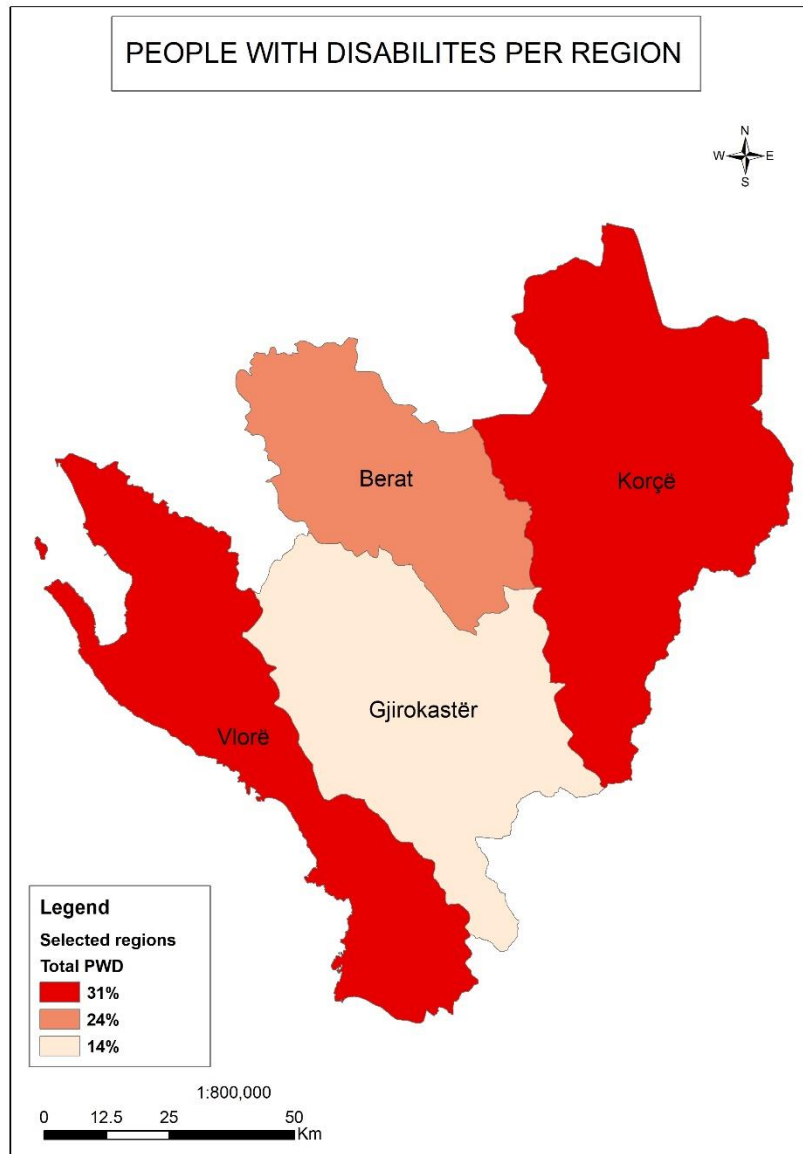 PEOPLE WITH DISABILITES PER REGION
N
W E
S
Berat
Korçë
Gjirokastër
Vlorë
Legend
Selected regions
Total PWD
31%
24%
14%
1:800,000
0 12.5 25 50
Km